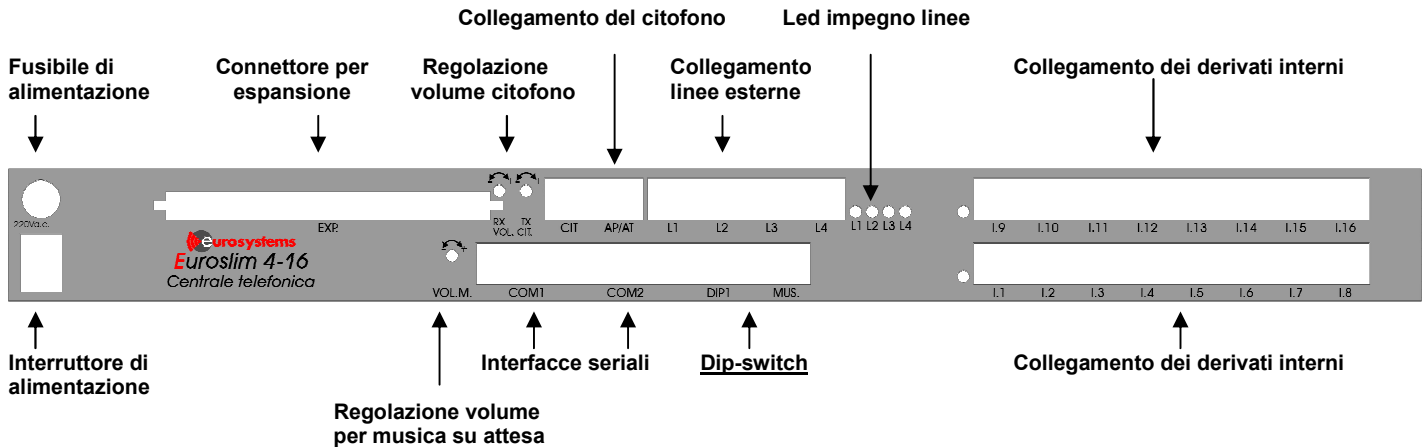 Collegamento del citofono Led impegno linee
Fusibile di
alimentazione
Connettore per
espansione
Regolazione
volume citofono
Collegamento
linee esterne
Collegamento dei derivati interni
220Va.c.
EXP.
RX TX
VOL. CIT.
CIT AP/AT L1 L2 L3 L4
L1 L2 L3 L4
I.9 I.10 I.11 I.12 I.13 I.14 I.15 I.16
eurosystems
Euroslim 4-16
Centrale telefonica
VOL.M. COM1 COM2 DIP1 MUS.
I.1 I.2 I.3 I.4 I.5 I.6 I.7 I.8
Interruttore di
alimentazione
Interfacce seriali
Dip-switch
Collegamento dei derivati interni
Regolazione volume
per musica su attesa